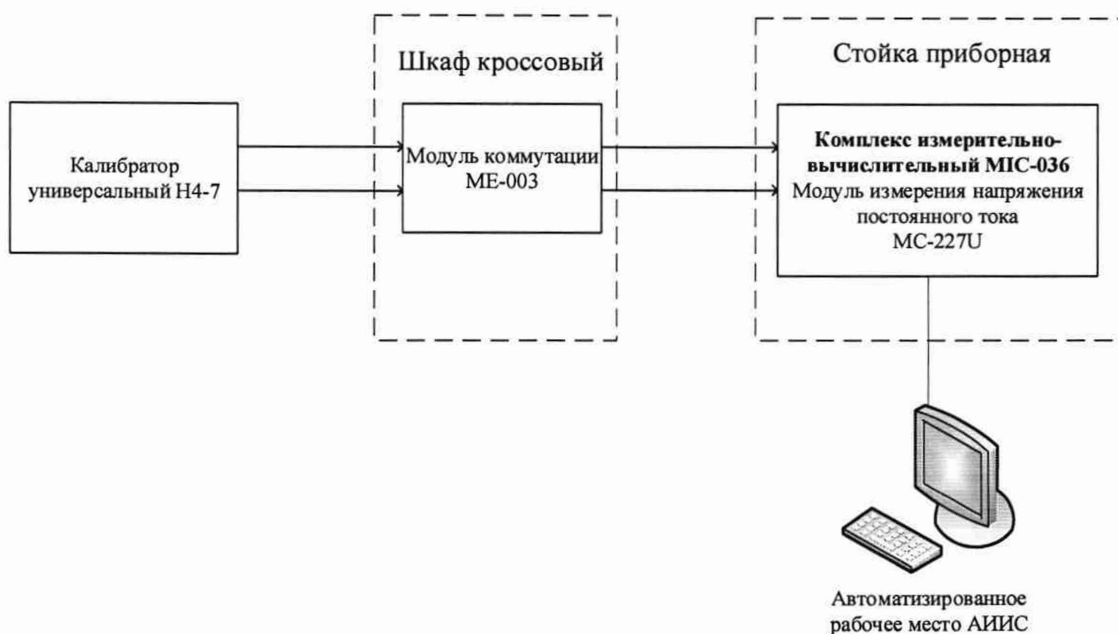 Шкаф кроссовый
Стойка приборная
Калибратор
универсальный Н4-7
Модуль коммутации
МЕ-003
Комплекс измерительно-
вычислительный MIC-036
Модуль измерения напряжения
постоянного тока
МС-227U
Автоматизированное
рабочее место АИИС